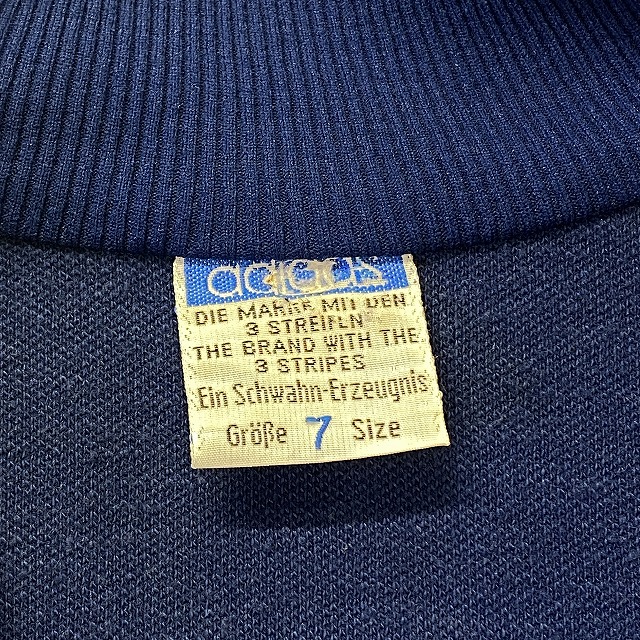 adidas
DIE MARKE MIT DEN
3 STREIFEN
THE BRAND WITH THE
3 STRIPES
Ein Schwahn-Erzeugnis
Größe 7 Size